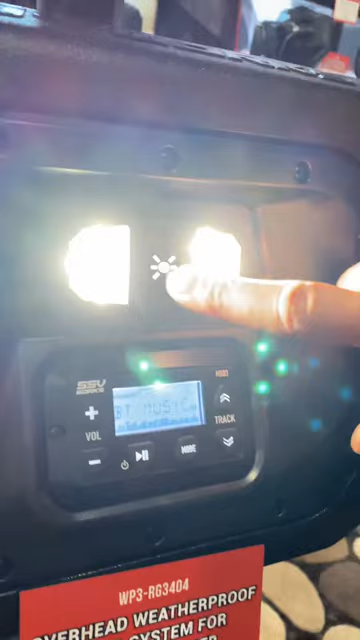 SSV
WORKS
BT MUSIC
+
VOL
TRACK
MODE
WP3-RG3404
OVERHEAD WEATHERPROOF
SYSTEM FOR